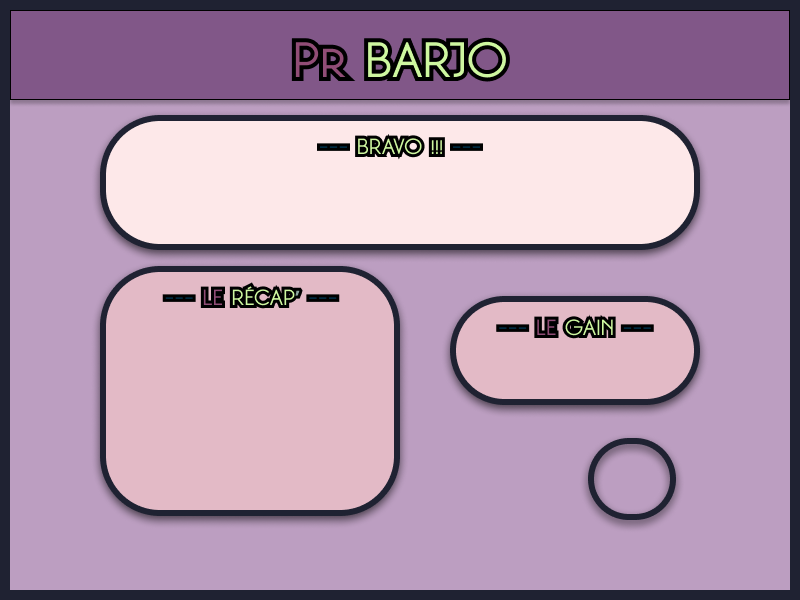 Pr BARJO
--- BRAVO !!! ---
--- LE RÉCAP' ---
--- LE GAIN ---